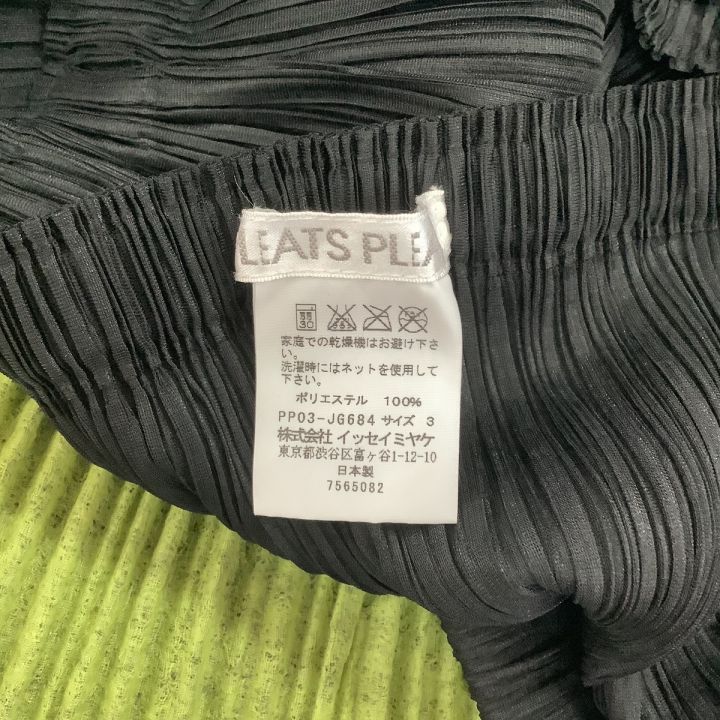 LEATS PLEA
30
家庭での乾燥機はお避け下さ
い。
洗濯時にはネットを使用して
下さい。
ポリエステル 100%
PP03-JG684 サイズ 3
株式会社 イッセイミヤケ
東京都渋谷区富ヶ谷1-12-10
日本製
7565082